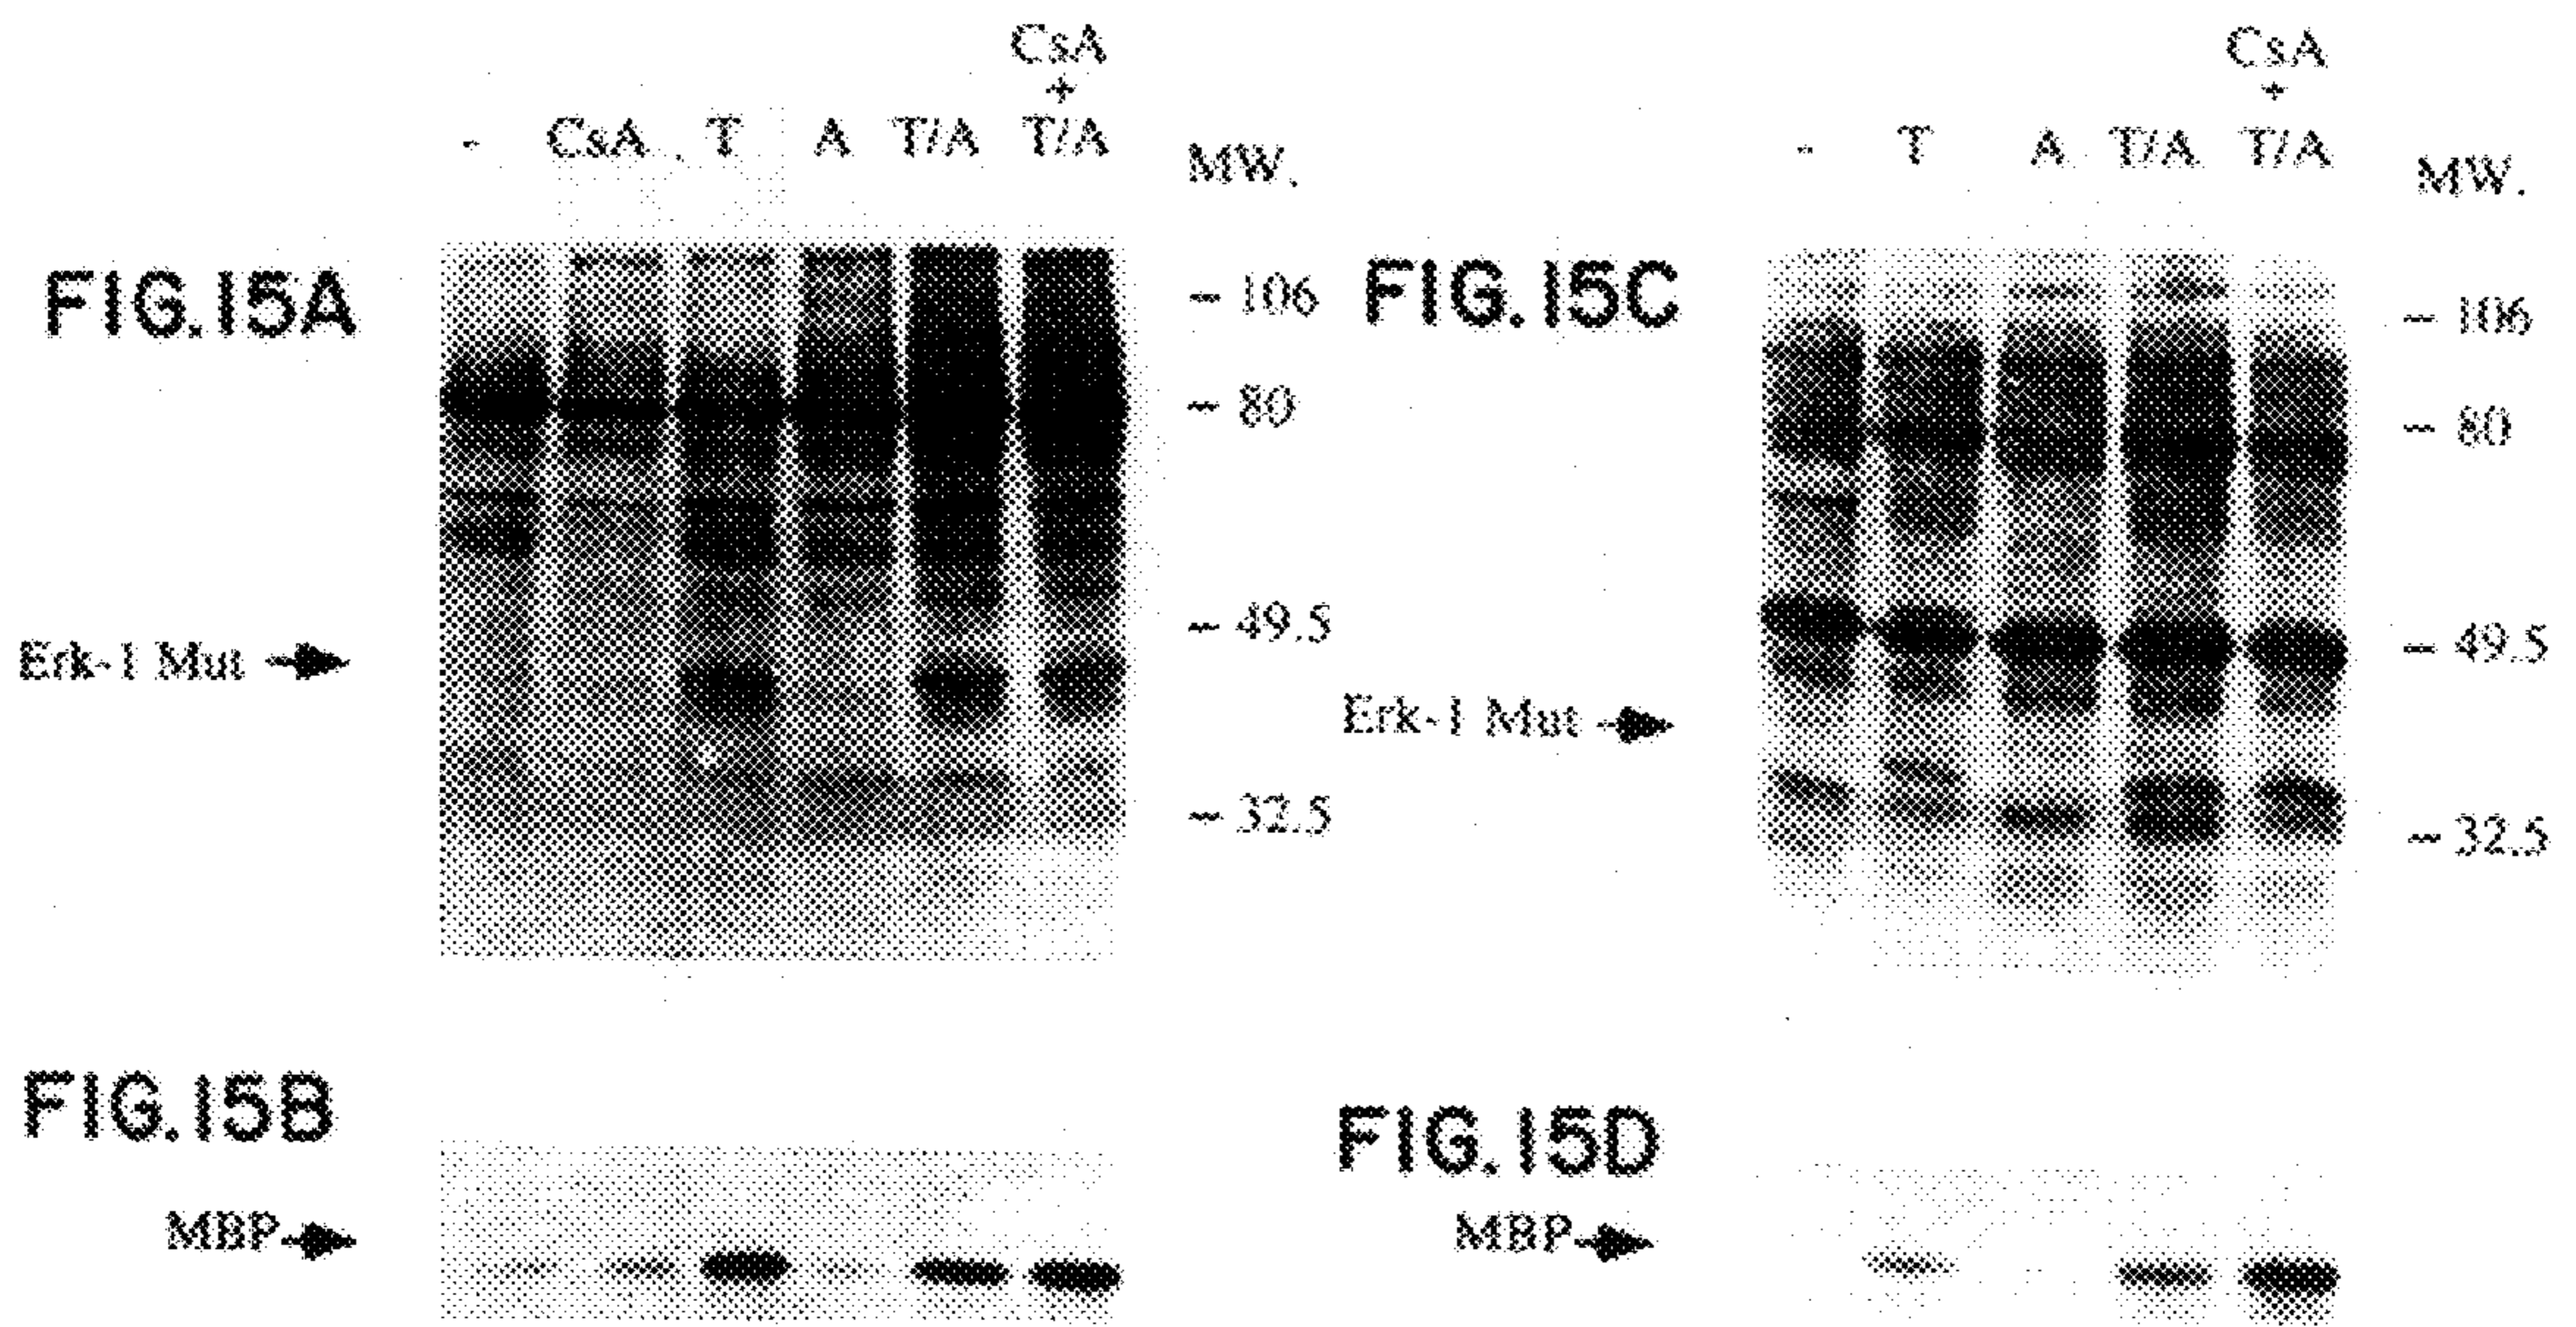 CsA
+
- CsA T A T/A T/A
MW.
FIG.15A
- 106
- 80
- 49.5
Erk-1 Mut
- 32.5
FIG.15B
MBP
CsA
+
- T A T/A T/A
MW.
FIG.15C
- 106
- 80
- 49.5
Erk-1 Mut
- 32.5
FIG.15D
MBP